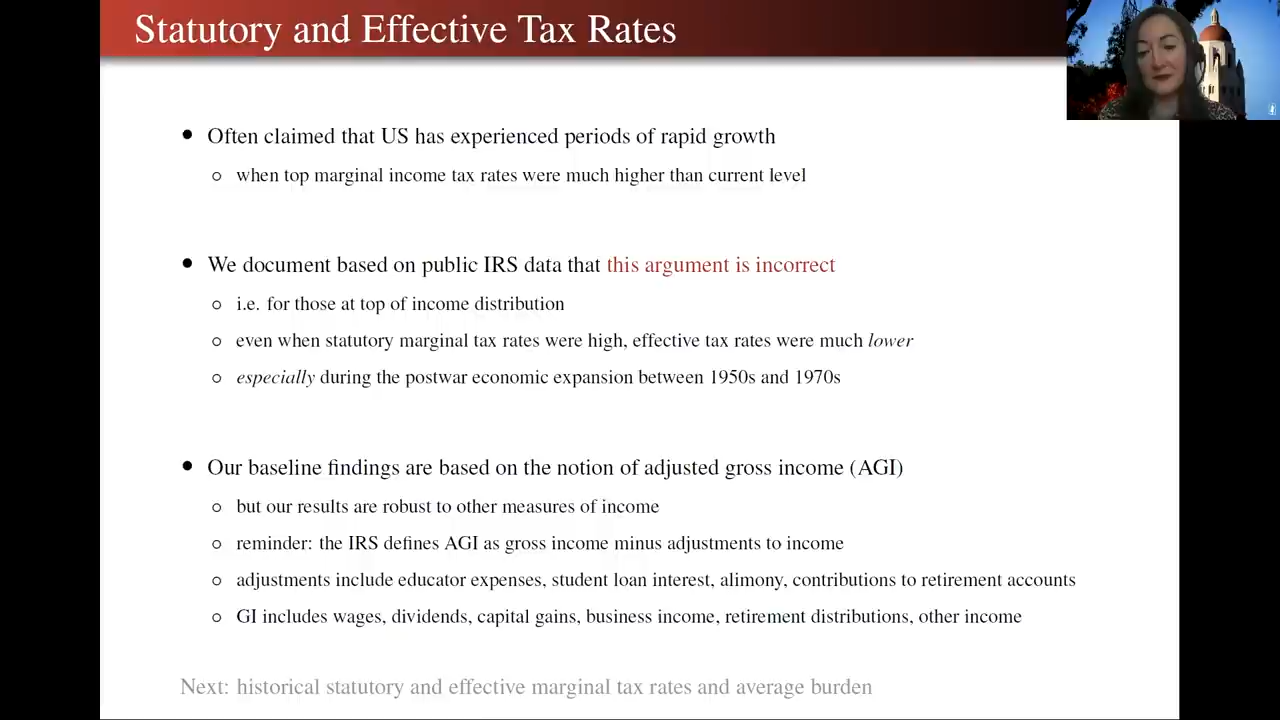 Statutory and Effective Tax Rates
• Often claimed that US has experienced periods of rapid growth
○ when top marginal income tax rates were much higher than current level
• We document based on public IRS data that this argument is incorrect
○ i.e. for those at top of income distribution
○ even when statutory marginal tax rates were high, effective tax rates were much lower
○ especially during the postwar economic expansion between 1950s and 1970s
• Our baseline findings are based on the notion of adjusted gross income (AGI)
○ but our results are robust to other measures of income
○ reminder: the IRS defines AGI as gross income minus adjustments to income
○ adjustments include educator expenses, student loan interest, alimony, contributions to retirement accounts
○ GI includes wages, dividends, capital gains, business income, retirement distributions, other income
Next: historical statutory and effective marginal tax rates and average burden